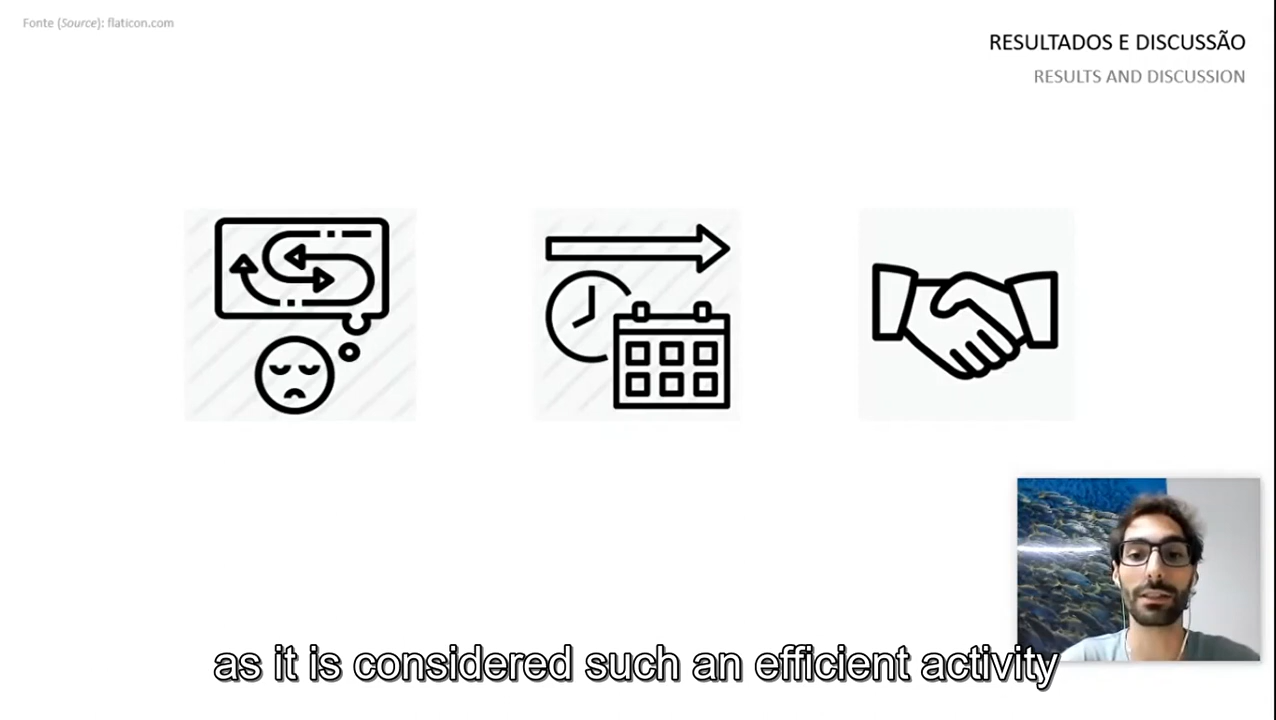 Fonte (Source): flaticon.com
RESULTADOS E DISCUSSÃO
RESULTS AND DISCUSSION
as it is considered such an efficient activity